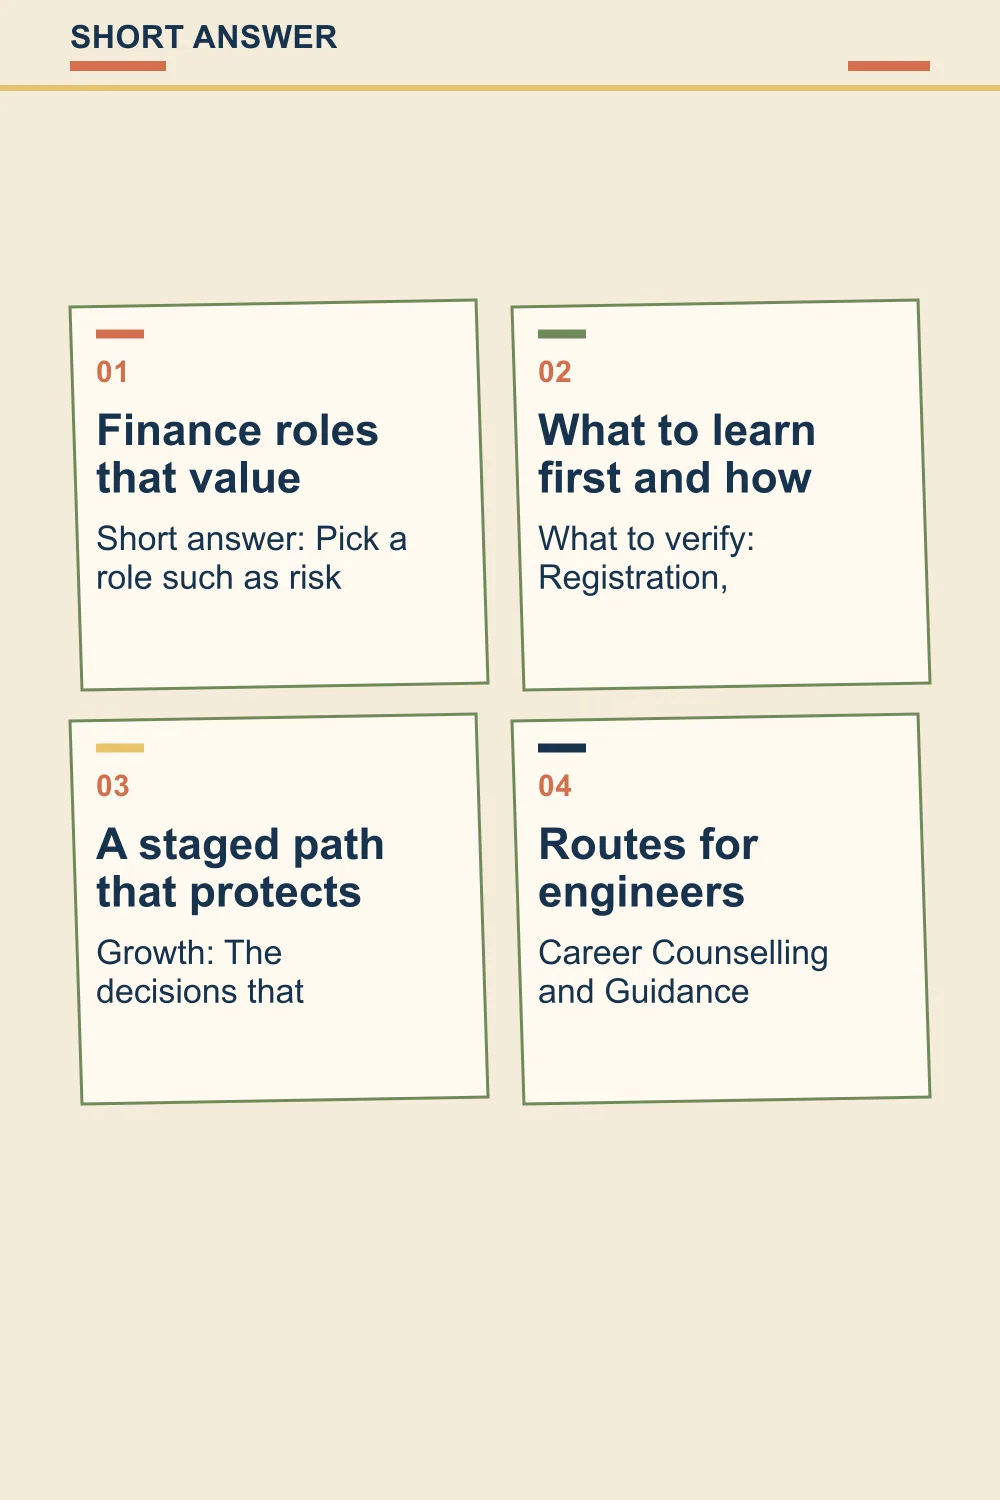 SHORT ANSWER
01
Finance roles
that value
Short answer: Pick a
role such as risk
02
What to learn
first and how
What to verify:
Registration,
03
A staged path
that protects
Growth: The
decisions that
04
Routes for
engineers
Career Counselling
and Guidance